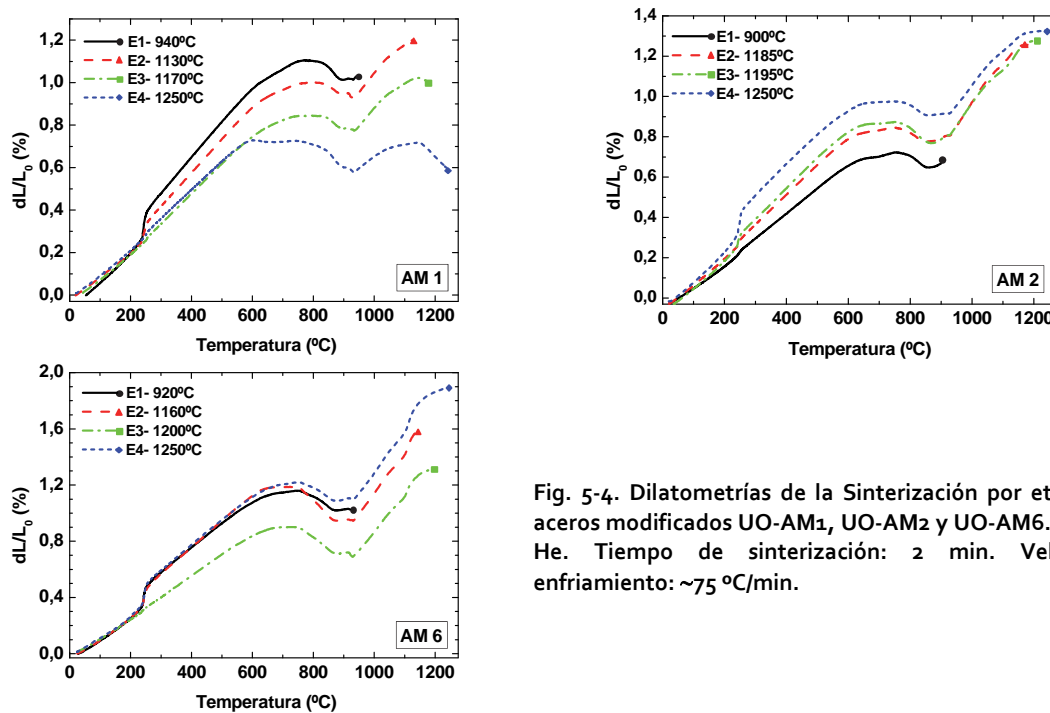 E1- 940ºC
E2- 1130ºC
E3- 1170ºC
E4- 1250ºC
1,2
1,0
0,8
0,6
0,4
0,2
0,0
dL/L0 (%)
AM 1
0 200 400 600 800 1000 1200
Temperatura (ºC)
E1- 900ºC
E2- 1185ºC
E3- 1195ºC
E4- 1250ºC
1,4
1,2
1,0
0,8
0,6
0,4
0,2
0,0
dL/L0 (%)
AM 2
0 200 400 600 800 1000 1200
Temperatura (ºC)
E1- 920ºC
E2- 1160ºC
E3- 1200ºC
E4- 1250ºC
2,0
1,6
1,2
0,8
0,4
0,0
dL/L0 (%)
AM 6
0 200 400 600 800 1000 1200
Temperatura (ºC)
Fig. 5-4. Dilatometrías de la Sinterización por et
aceros modificados UO-AM1, UO-AM2 y UO-AM6.
He. Tiempo de sinterización: 2 min. Vel
enfriamiento: ~75 ºC/min.